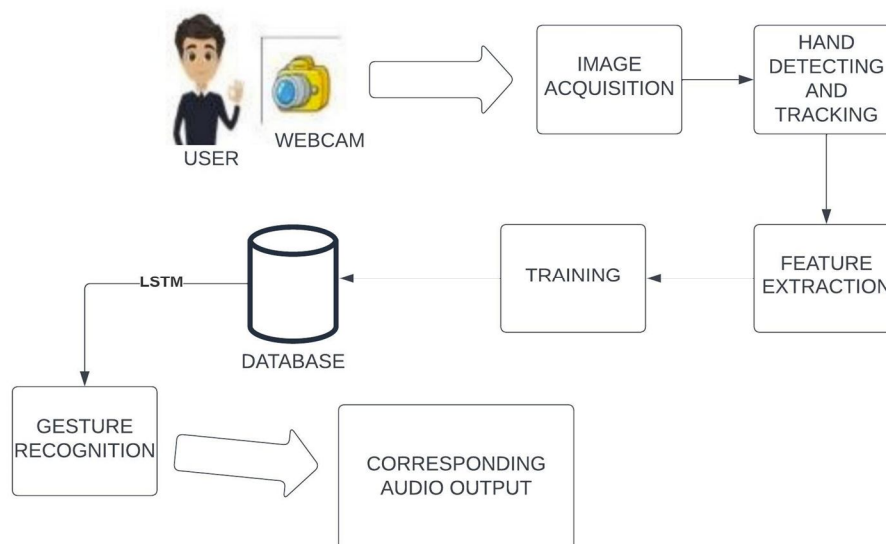 USER
WEBCAM
IMAGE
ACQUISITION
HAND
DETECTING
AND
TRACKING
FEATURE
EXTRACTION
TRAINING
DATABASE
LSTM
GESTURE
RECOGNITION
CORRESPONDING
AUDIO OUTPUT